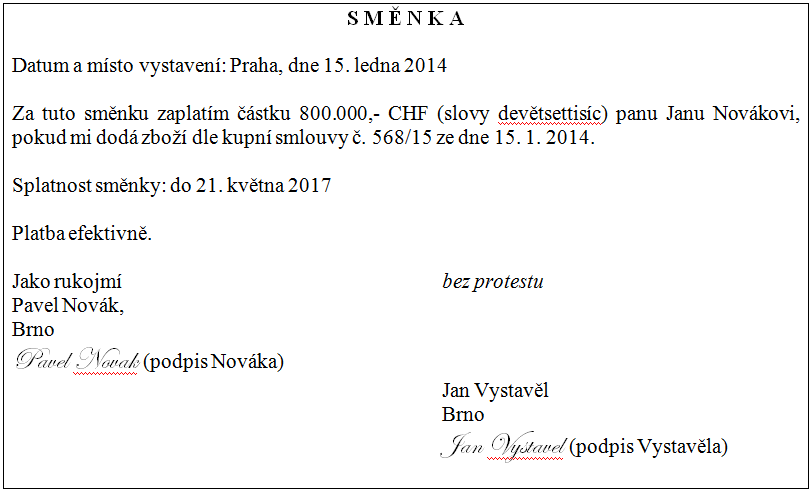 S M Ě N K A
Datum a místo vystavení: Praha, dne 15. ledna 2014
Za tuto směnku zaplatím částku 800.000,- CHF (slovy devětsettisíc) panu Janu Novákovi,
pokud mi dodá zboží dle kupní smlouvy č. 568/15 ze dne 15. 1. 2014.
Splatnost směnky: do 21. května 2017
Platba efektivně.
Jako rukojmí
bez protestu
Pavel Novák,
Brno
Pavel Novak (podpis Nováka)
Jan Vystavěl
Brno
Jan Vystavel (podpis Vystavěla)